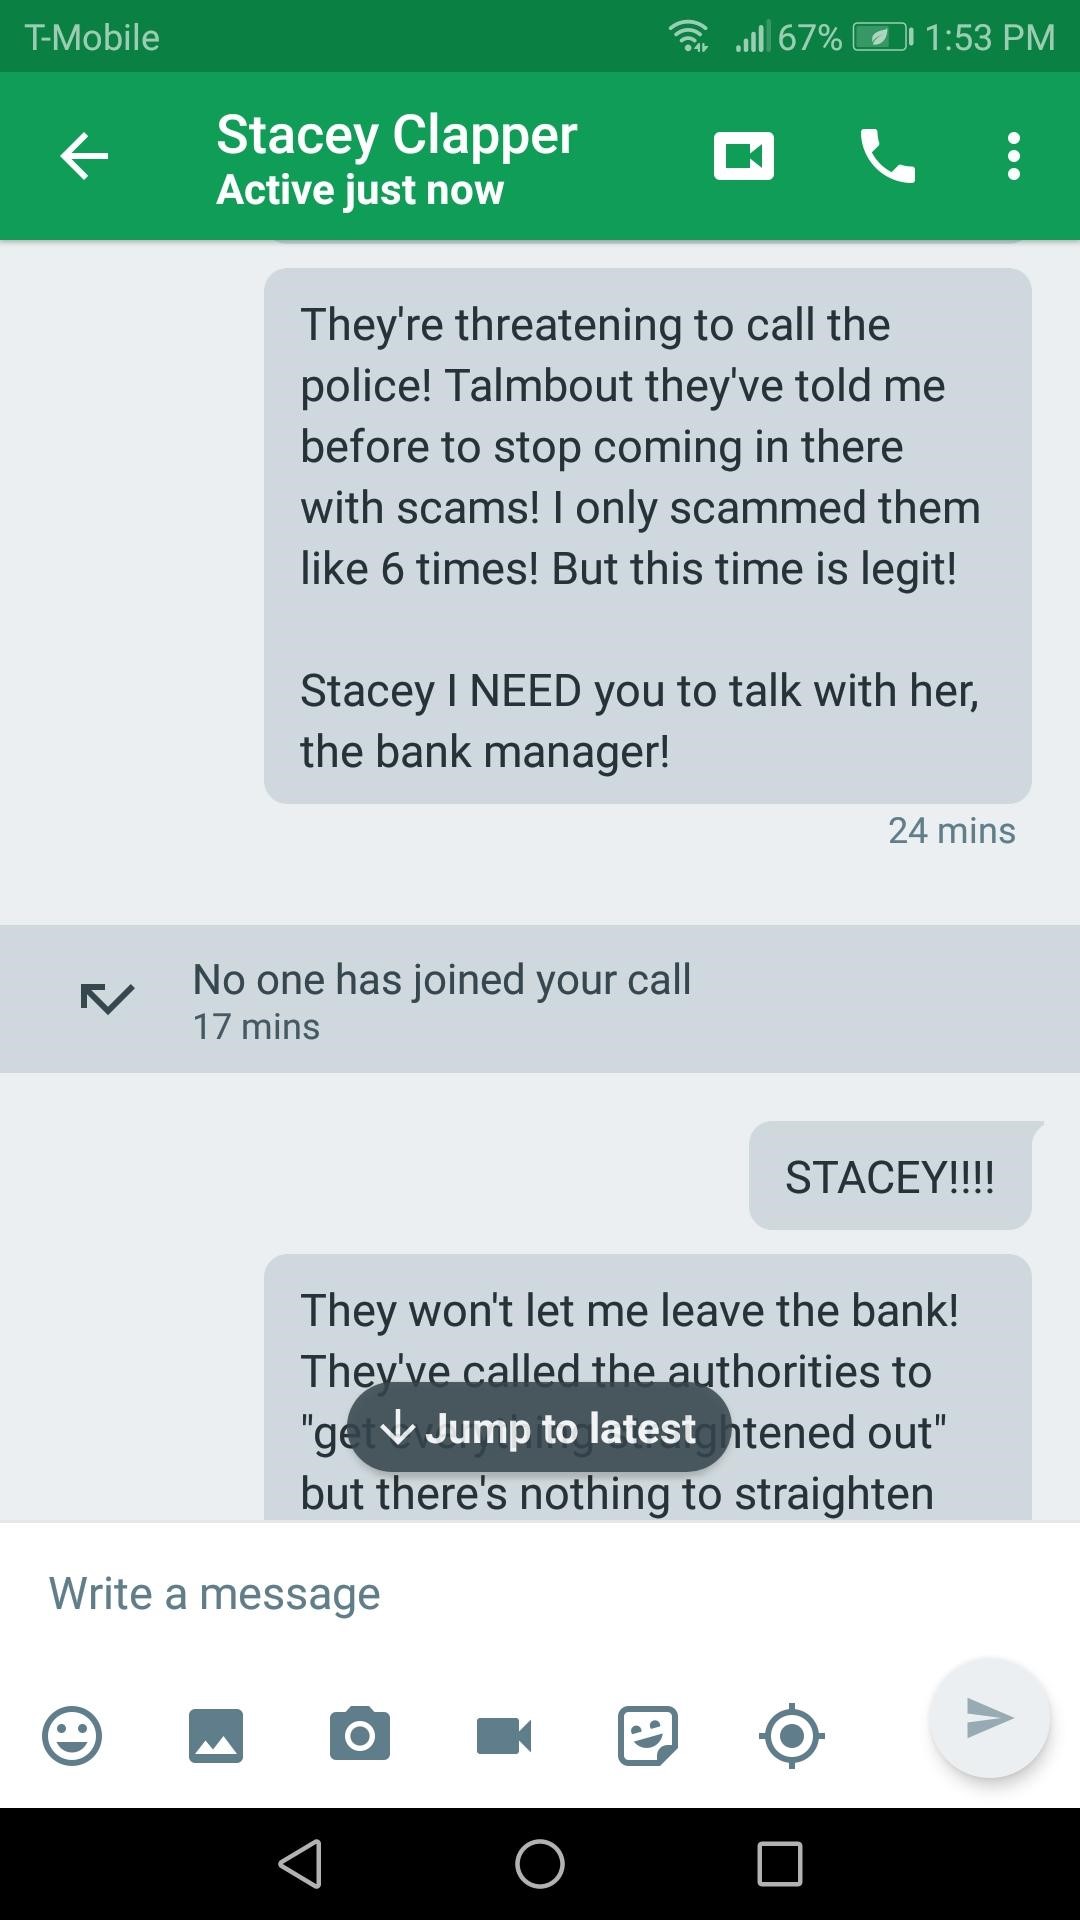 T-Mobile 67% 1:53 PM
Stacey Clapper
Active just now
They're threatening to call the
police! Talmbout they've told me
before to stop coming in there
with scams! I only scammed them
like 6 times! But this time is legit!
Stacey I NEED you to talk with her,
the bank manager!
24 mins
No one has joined your call
17 mins
STACEY!!!!
They won't let me leave the bank!
They've called the authorities to
"get everything straightened out"
Jump to latest
but there's nothing to straighten
Write a message